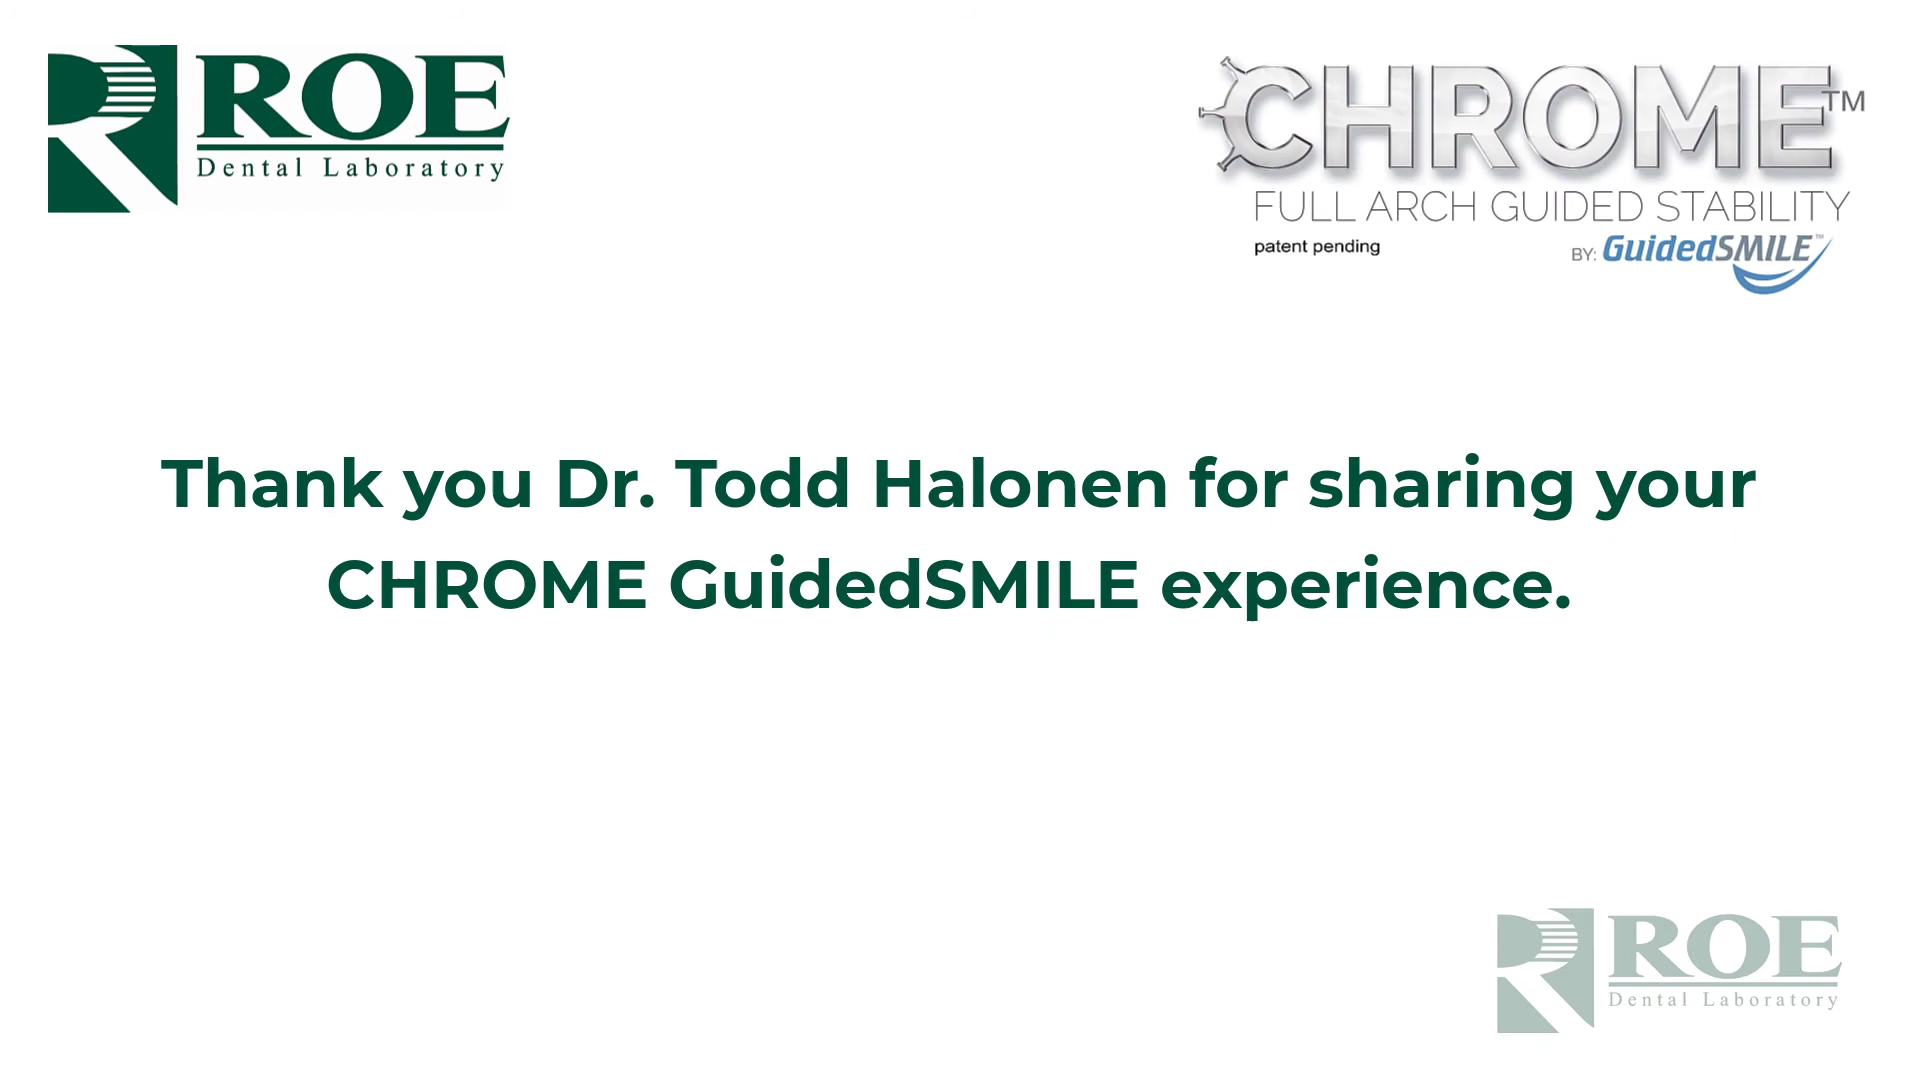 ROE
Dental Laboratory
CHROME™
FULL ARCH GUIDED STABILITY
patent pending
BY: GuidedSMILE™
Thank you Dr. Todd Halonen for sharing your
CHROME GuidedSMILE experience.
ROE
Dental Laboratory